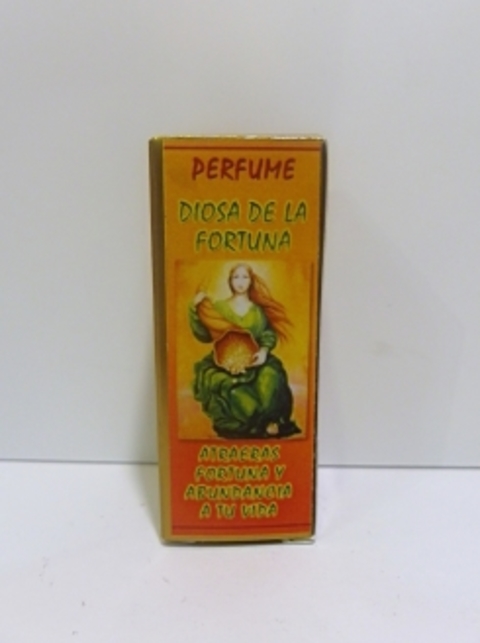 PERFUME
DIOSA DE LA
FORTUNA
ATRAERAS
FORTUNA Y
ABUNDANCIA
A TU VIDA